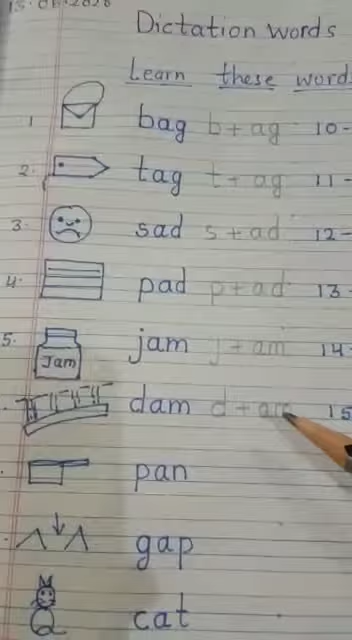 Dictation words
Learn these word
1 bag b + ag 10-
2. tag t + ag 11-
3. sad s + ad 12-
4. pad p + ad 13-
5. Jam jam j + am 14-
dam d + am 15
pan
gap
cat